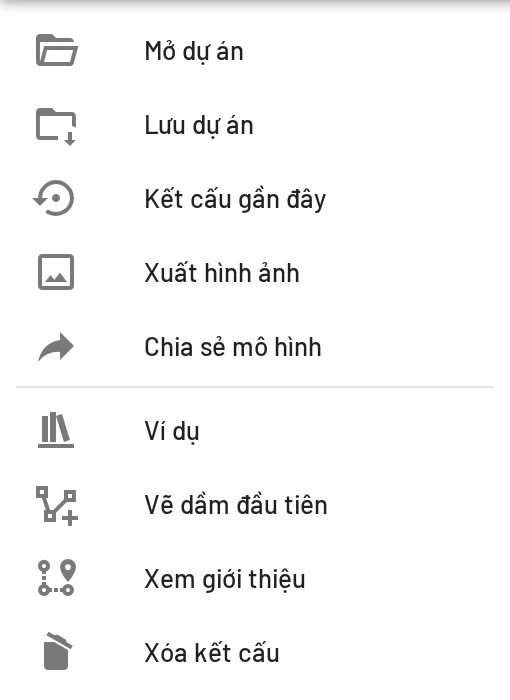 Mở dự án
Lưu dự án
Kết cấu gần đây
Xuất hình ảnh
Chia sẻ mô hình
Ví dụ
Vẽ dầm đầu tiên
Xem giới thiệu
Xóa kết cấu